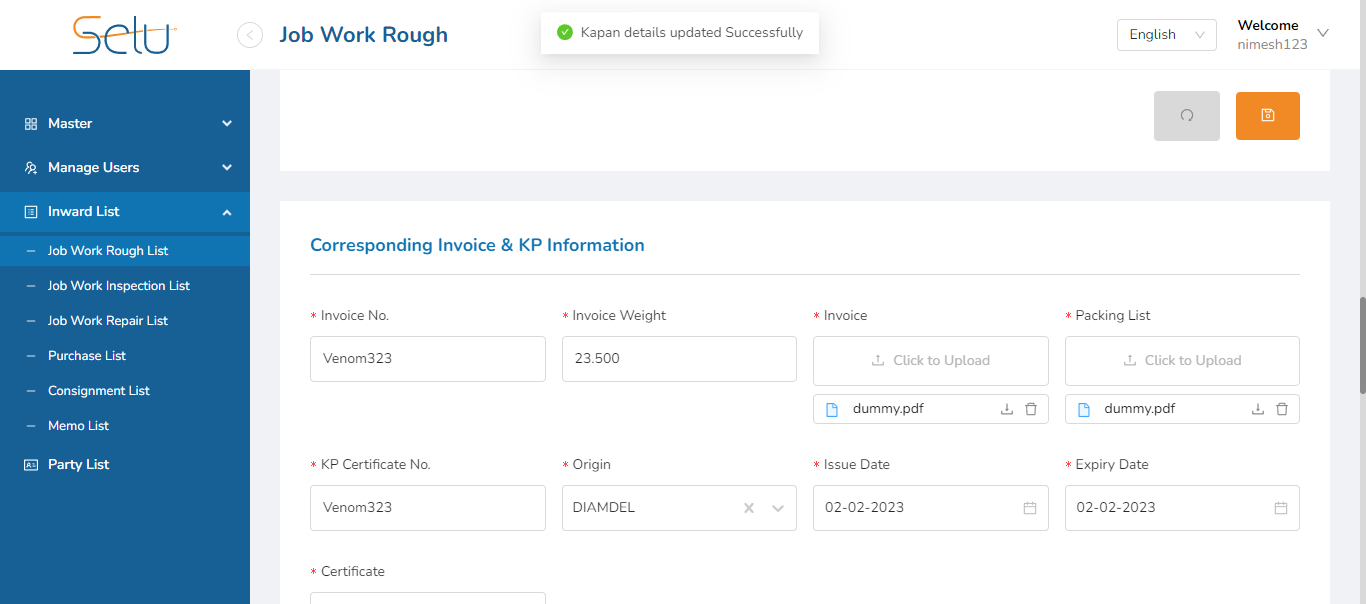 Selu
Job Work Rough
Kapan details updated Successfully
English
Welcome
nimesh123
Master
Manage Users
Inward List
Job Work Rough List
Job Work Inspection List
Job Work Repair List
Purchase List
Consignment List
Memo List
Party List
Corresponding Invoice & KP Information
* Invoice No.
* Invoice Weight
* Invoice
* Packing List
Venom323
23.500
Click to Upload
Click to Upload
dummy.pdf
dummy.pdf
* KP Certificate No.
* Origin
* Issue Date
* Expiry Date
Venom323
DIAMDEL
02-02-2023
02-02-2023
* Certificate